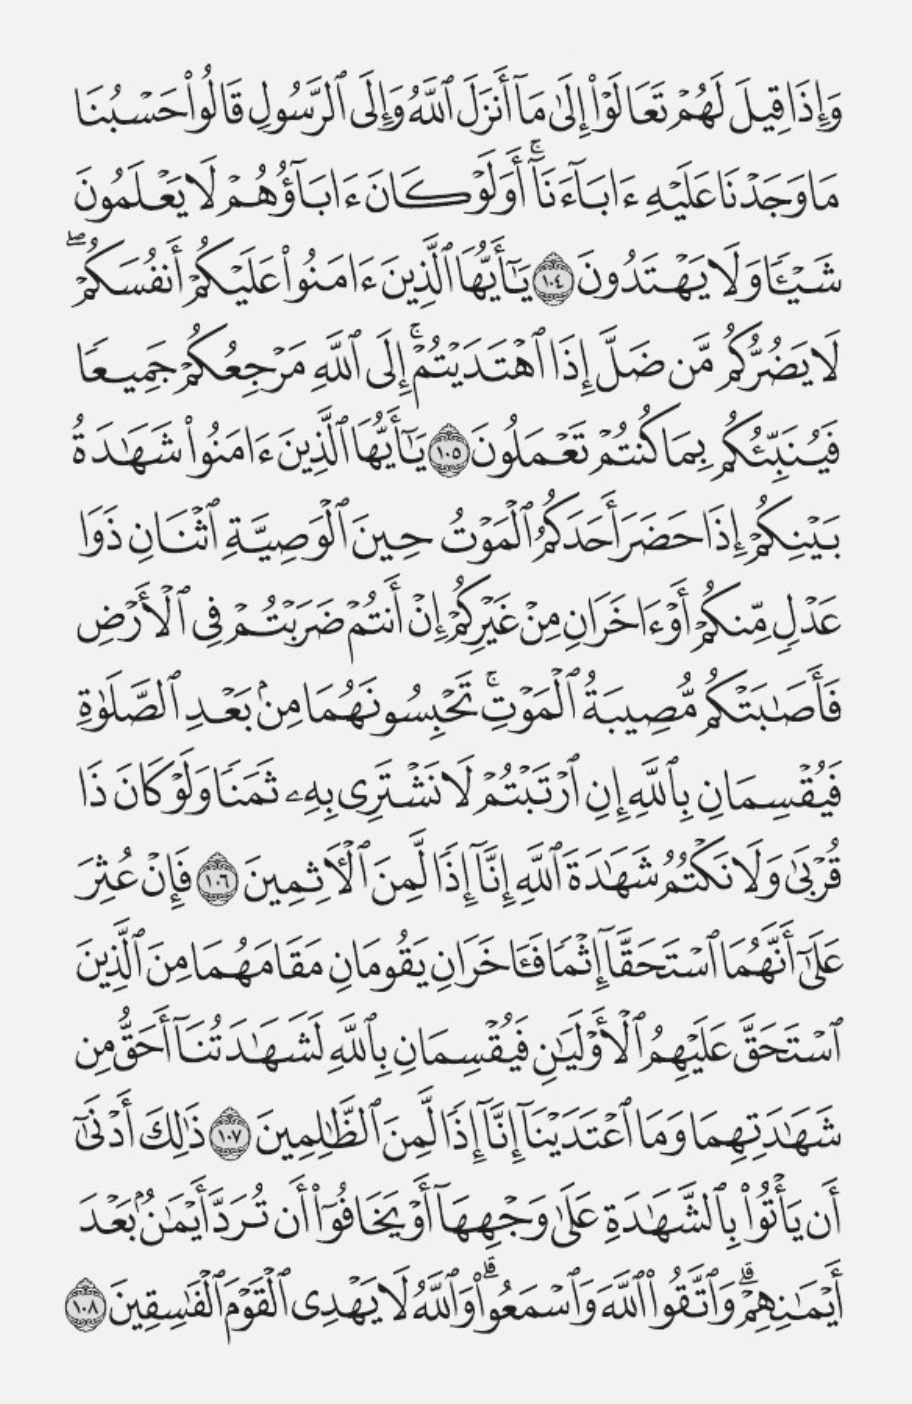 وَإِذَا قِيلَ لَهُمْ تَعَالَوْا۟ إِلَىٰ مَآ أَنزَلَ ٱللَّهُ وَإِلَى ٱلرَّسُولِ قَالُوا۟ حَسْبُنَا
مَا وَجَدْنَا عَلَيْهِ ءَابَآءَنَآ ۚ أَوَلَوْ كَانَ ءَابَآؤُهُمْ لَا يَعْلَمُونَ
شَيْـًٔا وَلَا يَهْتَدُونَ ١٠٤ يَـٰٓأَيُّهَا ٱلَّذِينَ ءَامَنُوا۟ عَلَيْكُمْ أَنفُسَكُمْ ۖ
لَا يَضُرُّكُم مَّن ضَلَّ إِذَا ٱهْتَدَيْتُمْ ۚ إِلَى ٱللَّهِ مَرْجِعُكُمْ جَمِيعًا
فَيُنَبِّئُكُم بِمَا كُنتُمْ تَعْمَلُونَ ١٠٥ يَـٰٓأَيُّهَا ٱلَّذِينَ ءَامَنُوا۟ شَهَـٰدَةُ
بَيْنِكُمْ إِذَا حَضَرَ أَحَدَكُمُ ٱلْمَوْتُ حِينَ ٱلْوَصِيَّةِ ٱثْنَانِ ذَوَا
عَدْلٍ مِّنكُمْ أَوْ ءَاخَرَانِ مِنْ غَيْرِكُمْ إِنْ أَنتُمْ ضَرَبْتُمْ فِى ٱلْأَرْضِ
فَأَصَـٰبَتْكُم مُّصِيبَةُ ٱلْمَوْتِ ۚ تَحْبِسُونَهُمَا مِنۢ بَعْدِ ٱلصَّلَوٰةِ
فَيُقْسِمَانِ بِٱللَّهِ إِنِ ٱرْتَبْتُمْ لَا نَشْتَرِى بِهِۦ ثَمَنًا وَلَوْ كَانَ ذَا
قُرْبَىٰ وَلَا نَكْتُمُ شَهَـٰدَةَ ٱللَّهِ إِنَّآ إِذًا لَّمِنَ ٱلْـَٔاثِمِينَ ١٠٦ فَإِنْ عُثِرَ
عَلَىٰٓ أَنَّهُمَا ٱسْتَحَقَّآ إِثْمًا فَـَٔاخَرَانِ يَقُومَانِ مَقَامَهُمَا مِنَ ٱلَّذِينَ
ٱسْتَحَقَّ عَلَيْهِمُ ٱلْأَوْلَيَـٰنِ فَيُقْسِمَانِ بِٱللَّهِ لَشَهَـٰدَتُنَآ أَحَقُّ مِن
شَهَـٰدَتِهِمَا وَمَا ٱعْتَدَيْنَآ إِنَّآ إِذًا لَّمِنَ ٱلظَّـٰلِمِينَ ١٠٧ ذَٰلِكَ أَدْنَىٰٓ
أَن يَأْتُوا۟ بِٱلشَّهَـٰدَةِ عَلَىٰ وَجْهِهَآ أَوْ يَخَافُوٓا۟ أَن تُرَدَّ أَيْمَـٰنٌۢ بَعْدَ
أَيْمَـٰنِهِمْ ۗ وَٱتَّقُوا۟ ٱللَّهَ وَٱسْمَعُوا۟ ۗ وَٱللَّهُ لَا يَهْدِى ٱلْقَوْمَ ٱلْفَـٰسِقِينَ ١٠٨